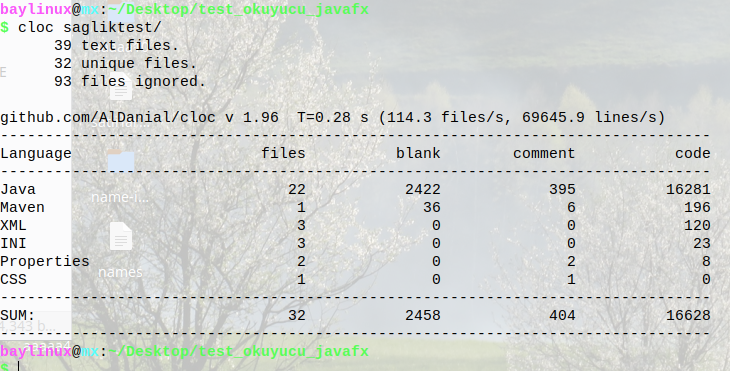 baylinux@mx:~/Desktop/test_okuyucu_javafx
$ cloc sagliktest/
      39 text files.
      32 unique files.
      93 files ignored.
github.com/AlDanial/cloc v 1.96  T=0.28 s (114.3 files/s, 69645.9 lines/s)
-------------------------------------------------------------------------------
Language                     files          blank        comment           code
-------------------------------------------------------------------------------
Java                            22           2422            395          16281
Maven                            1             36              6            196
XML                              3              0              0            120
INI                              3              0              0             23
Properties                       2              0              2              8
CSS                              1              0              1              0
-------------------------------------------------------------------------------
SUM:                            32           2458            404          16628
-------------------------------------------------------------------------------
baylinux@mx:~/Desktop/test_okuyucu_javafx
$
name-i...
names